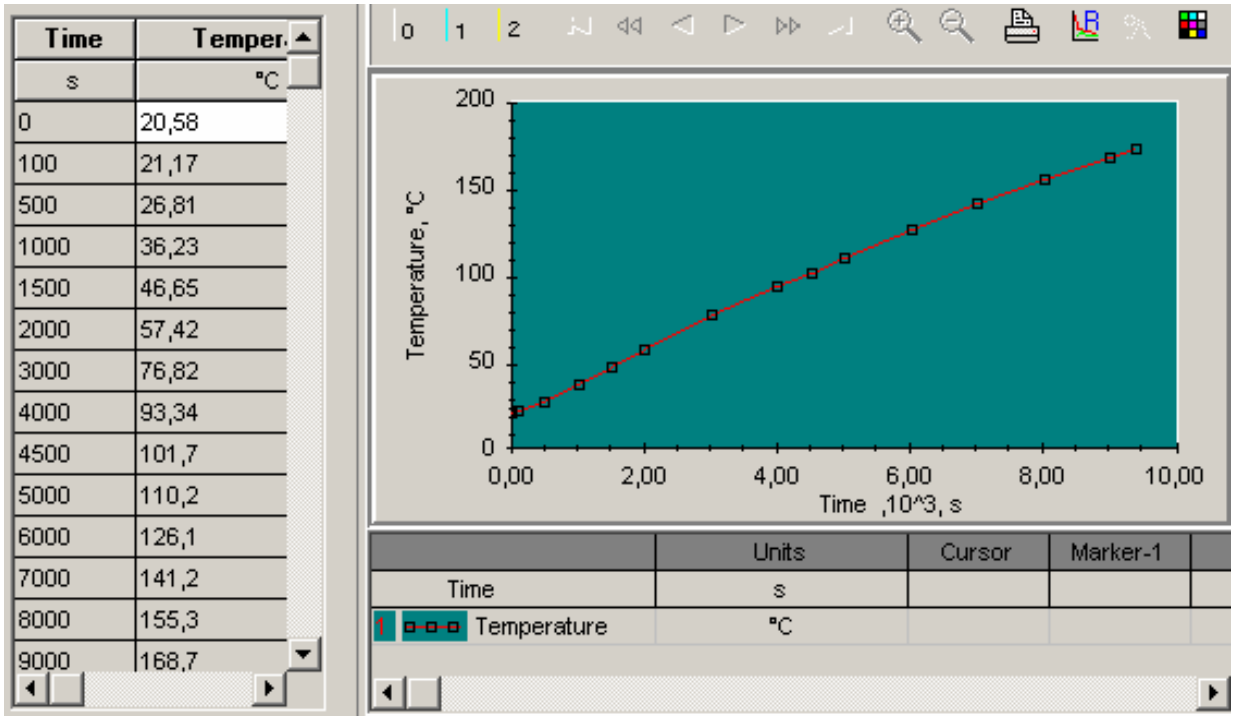 Time Temper.
s °C
0 20,58
100 21,17
500 26,81
1000 36,23
1500 46,65
2000 57,42
3000 76,82
4000 93,34
4500 101,7
5000 110,2
6000 126,1
7000 141,2
8000 155,3
9000 168,7
0 1 2
R
200
150
100
50
0
Temperature, °C
0,00 2,00 4,00 6,00 8,00 10,00
Time ,10^3, s
Units Cursor Marker-1
Time s
1 Temperature °C